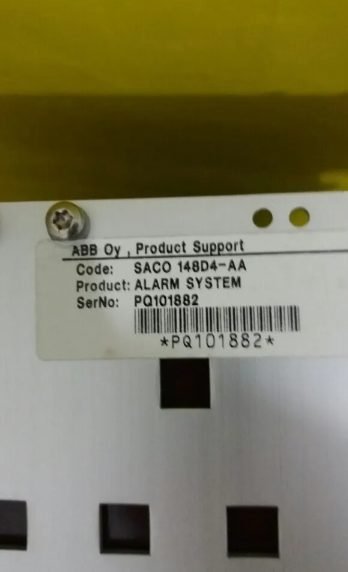 ABB Oy , Product Support
Code: SACO 148D4-AA
Product: ALARM SYSTEM
SerNo: PQ101882
*PQ101882*